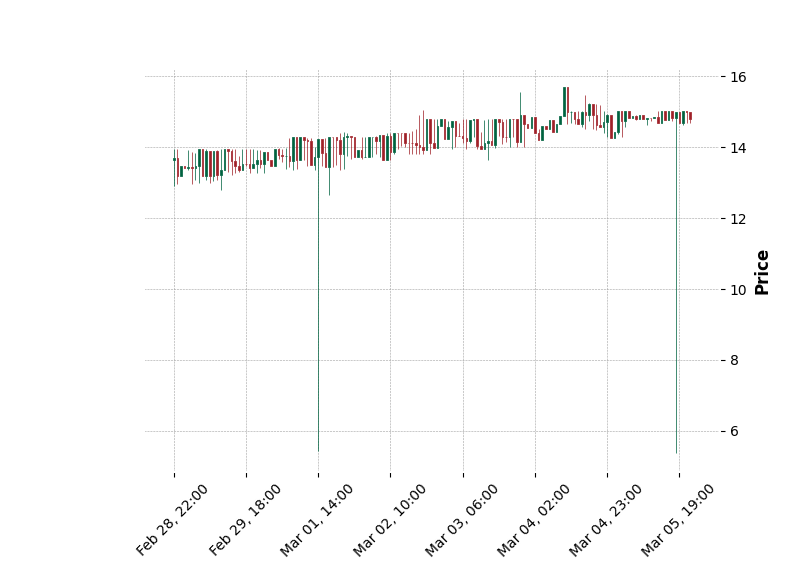 16
14
12
10
8
6
Price
Feb 28, 22:00
Feb 29, 18:00
Mar 01, 14:00
Mar 02, 10:00
Mar 03, 06:00
Mar 04, 02:00
Mar 04, 23:00
Mar 05, 19:00